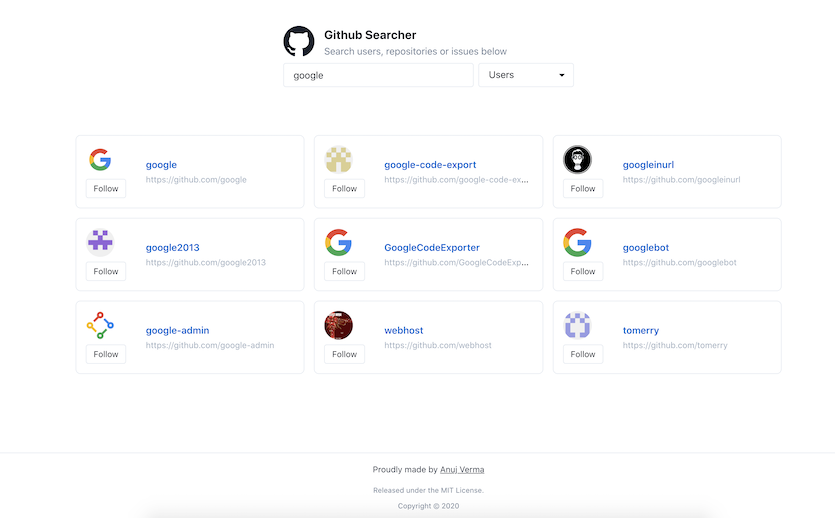 Github Searcher
Search users, repositories or issues below
google
Users
google
https://github.com/google
Follow
google-code-export
https://github.com/google-code-ex...
Follow
googleinurl
https://github.com/googleinurl
Follow
google2013
https://github.com/google2013
Follow
GoogleCodeExporter
https://github.com/GoogleCodeExp...
Follow
googlebot
https://github.com/googlebot
Follow
google-admin
https://github.com/google-admin
Follow
webhost
https://github.com/webhost
Follow
tomerry
https://github.com/tomerry
Follow
Proudly made by Anuj Verma
Released under the MIT License.
Copyright © 2020